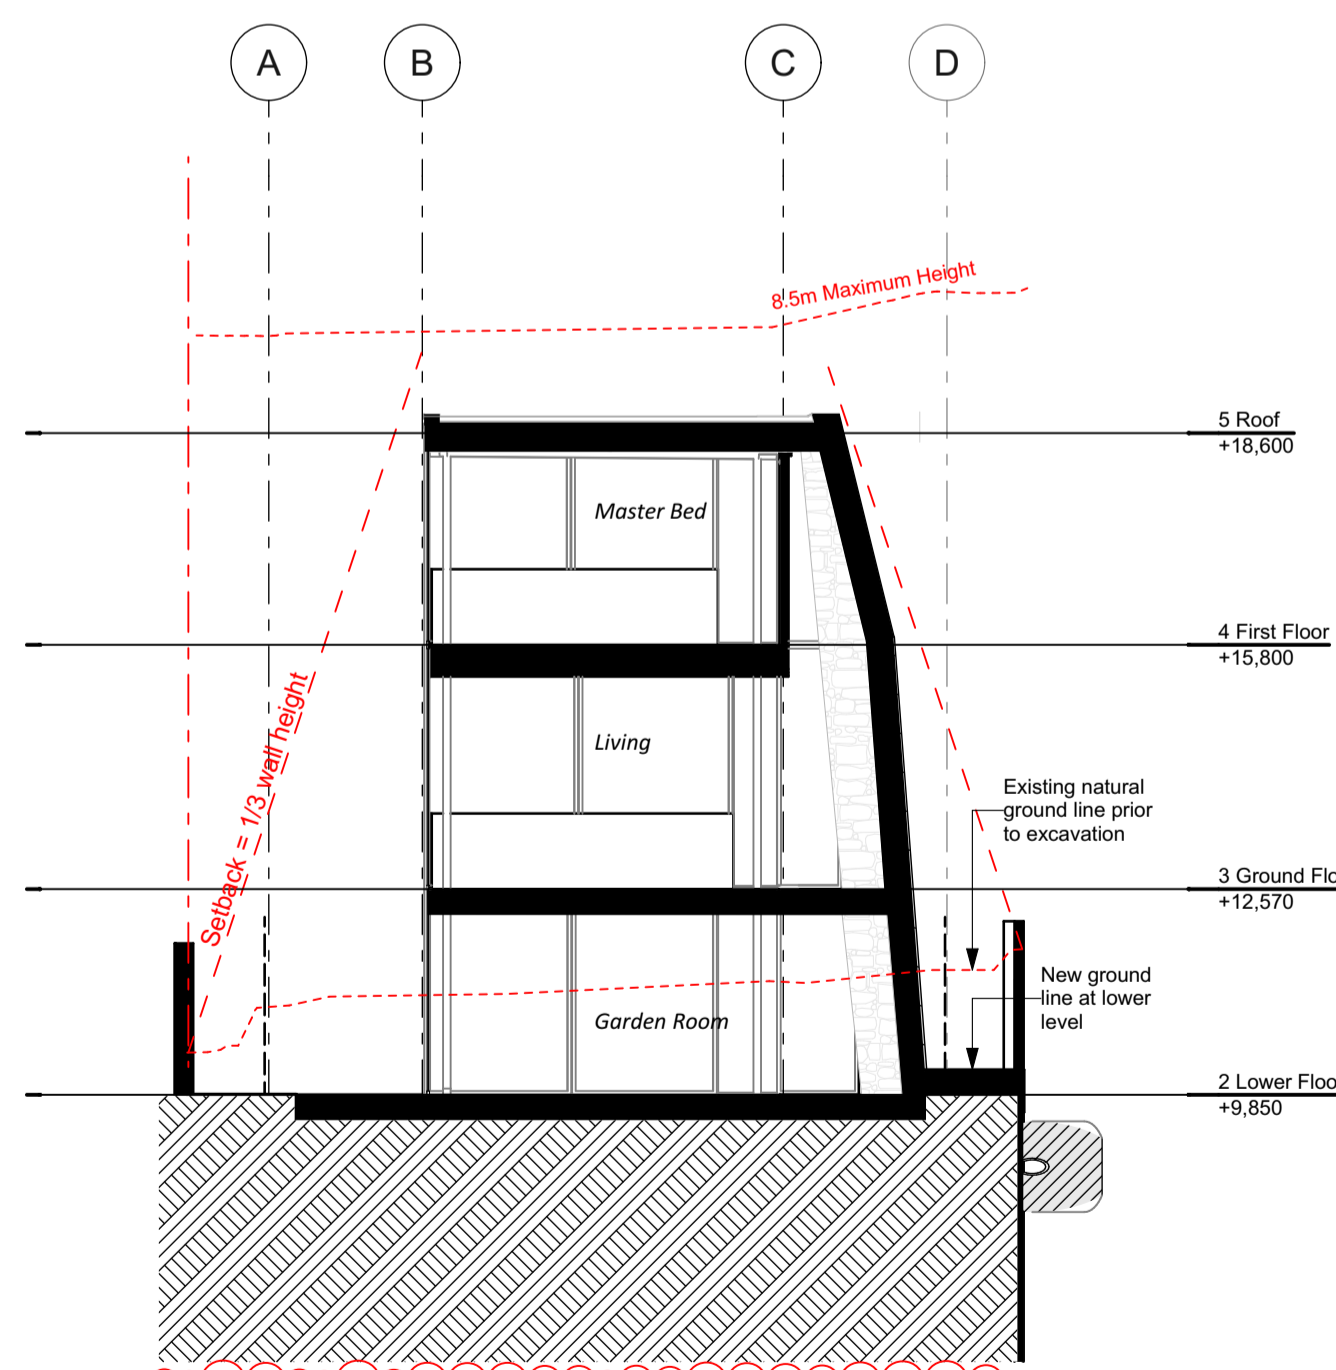 A
B
C
D
8.5m Maximum Height
5 Roof
+18,600
Master Bed
4 First Floor
+15,800
Setback = 1/3 wall height
Living
Existing natural
ground line prior
to excavation
3 Ground Flo
+12,570
New ground
line at lower
level
Garden Room
2 Lower Floo
+9,850